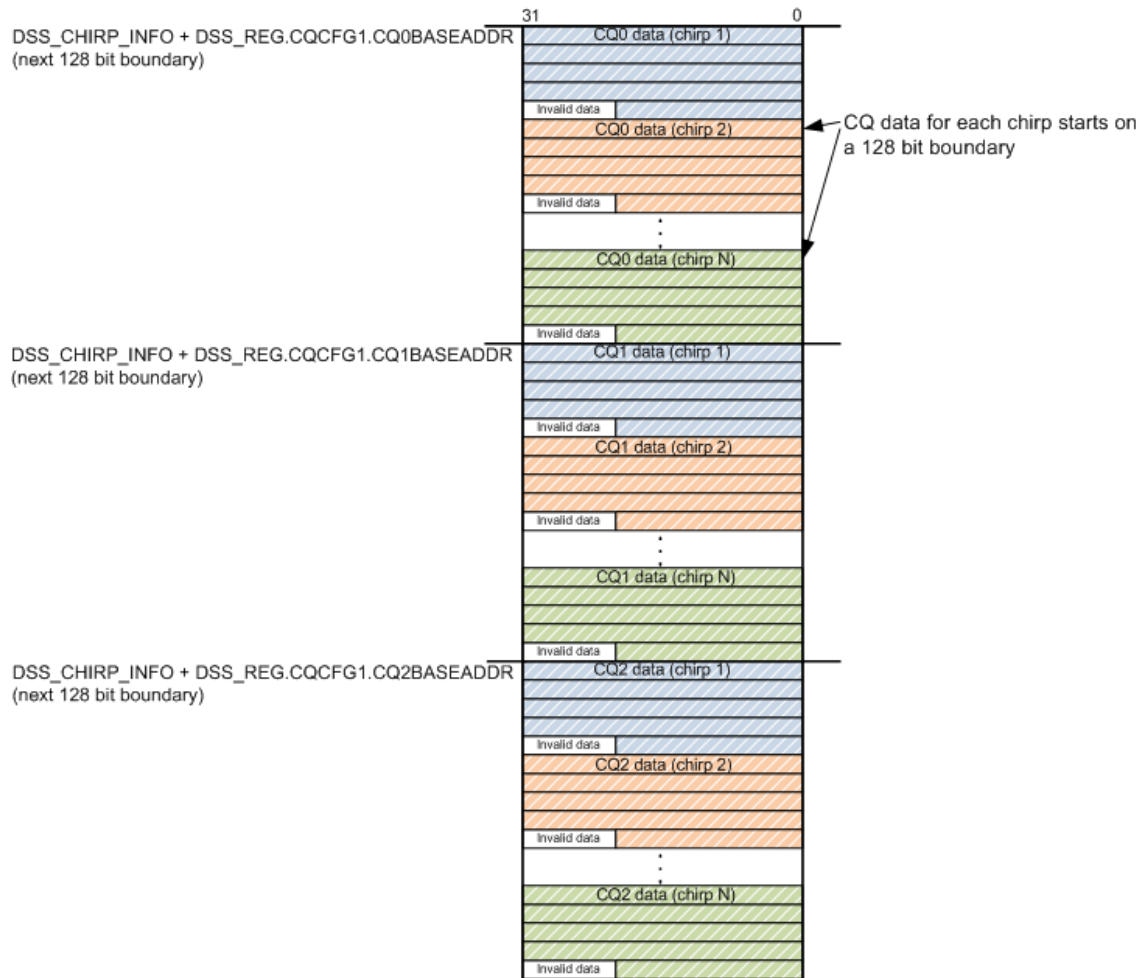 31 0
DSS_CHIRP_INFO + DSS_REG.CQCFG1.CQ0BASEADDR
(next 128 bit boundary)
CQ0 data (chirp 1)
Invalid data
CQ0 data (chirp 2)
CQ data for each chirp starts on
a 128 bit boundary
Invalid data
CQ0 data (chirp N)
Invalid data
DSS_CHIRP_INFO + DSS_REG.CQCFG1.CQ1BASEADDR
(next 128 bit boundary)
CQ1 data (chirp 1)
Invalid data
CQ1 data (chirp 2)
Invalid data
CQ1 data (chirp N)
Invalid data
DSS_CHIRP_INFO + DSS_REG.CQCFG1.CQ2BASEADDR
(next 128 bit boundary)
CQ2 data (chirp 1)
Invalid data
CQ2 data (chirp 2)
Invalid data
CQ2 data (chirp N)
Invalid data